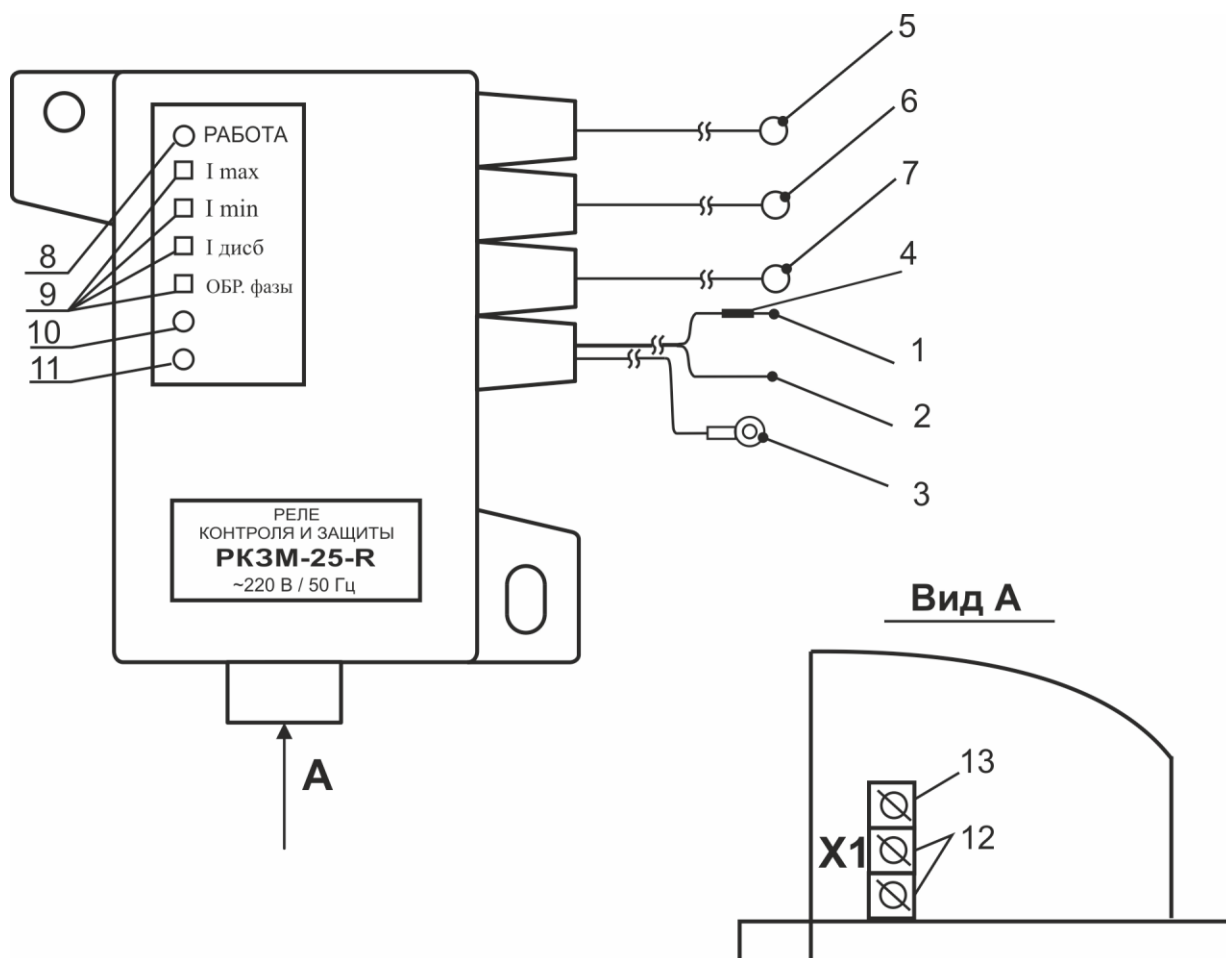 5
6
7
4
1
2
3
РАБОТА
I max
I min
I дисб
ОБР. фазы
8
9
10
11
РЕЛЕ
КОНТРОЛЯ И ЗАЩИТЫ
РКЗМ-25-R
~220 В / 50 Гц
А
Вид А
13
X1
12